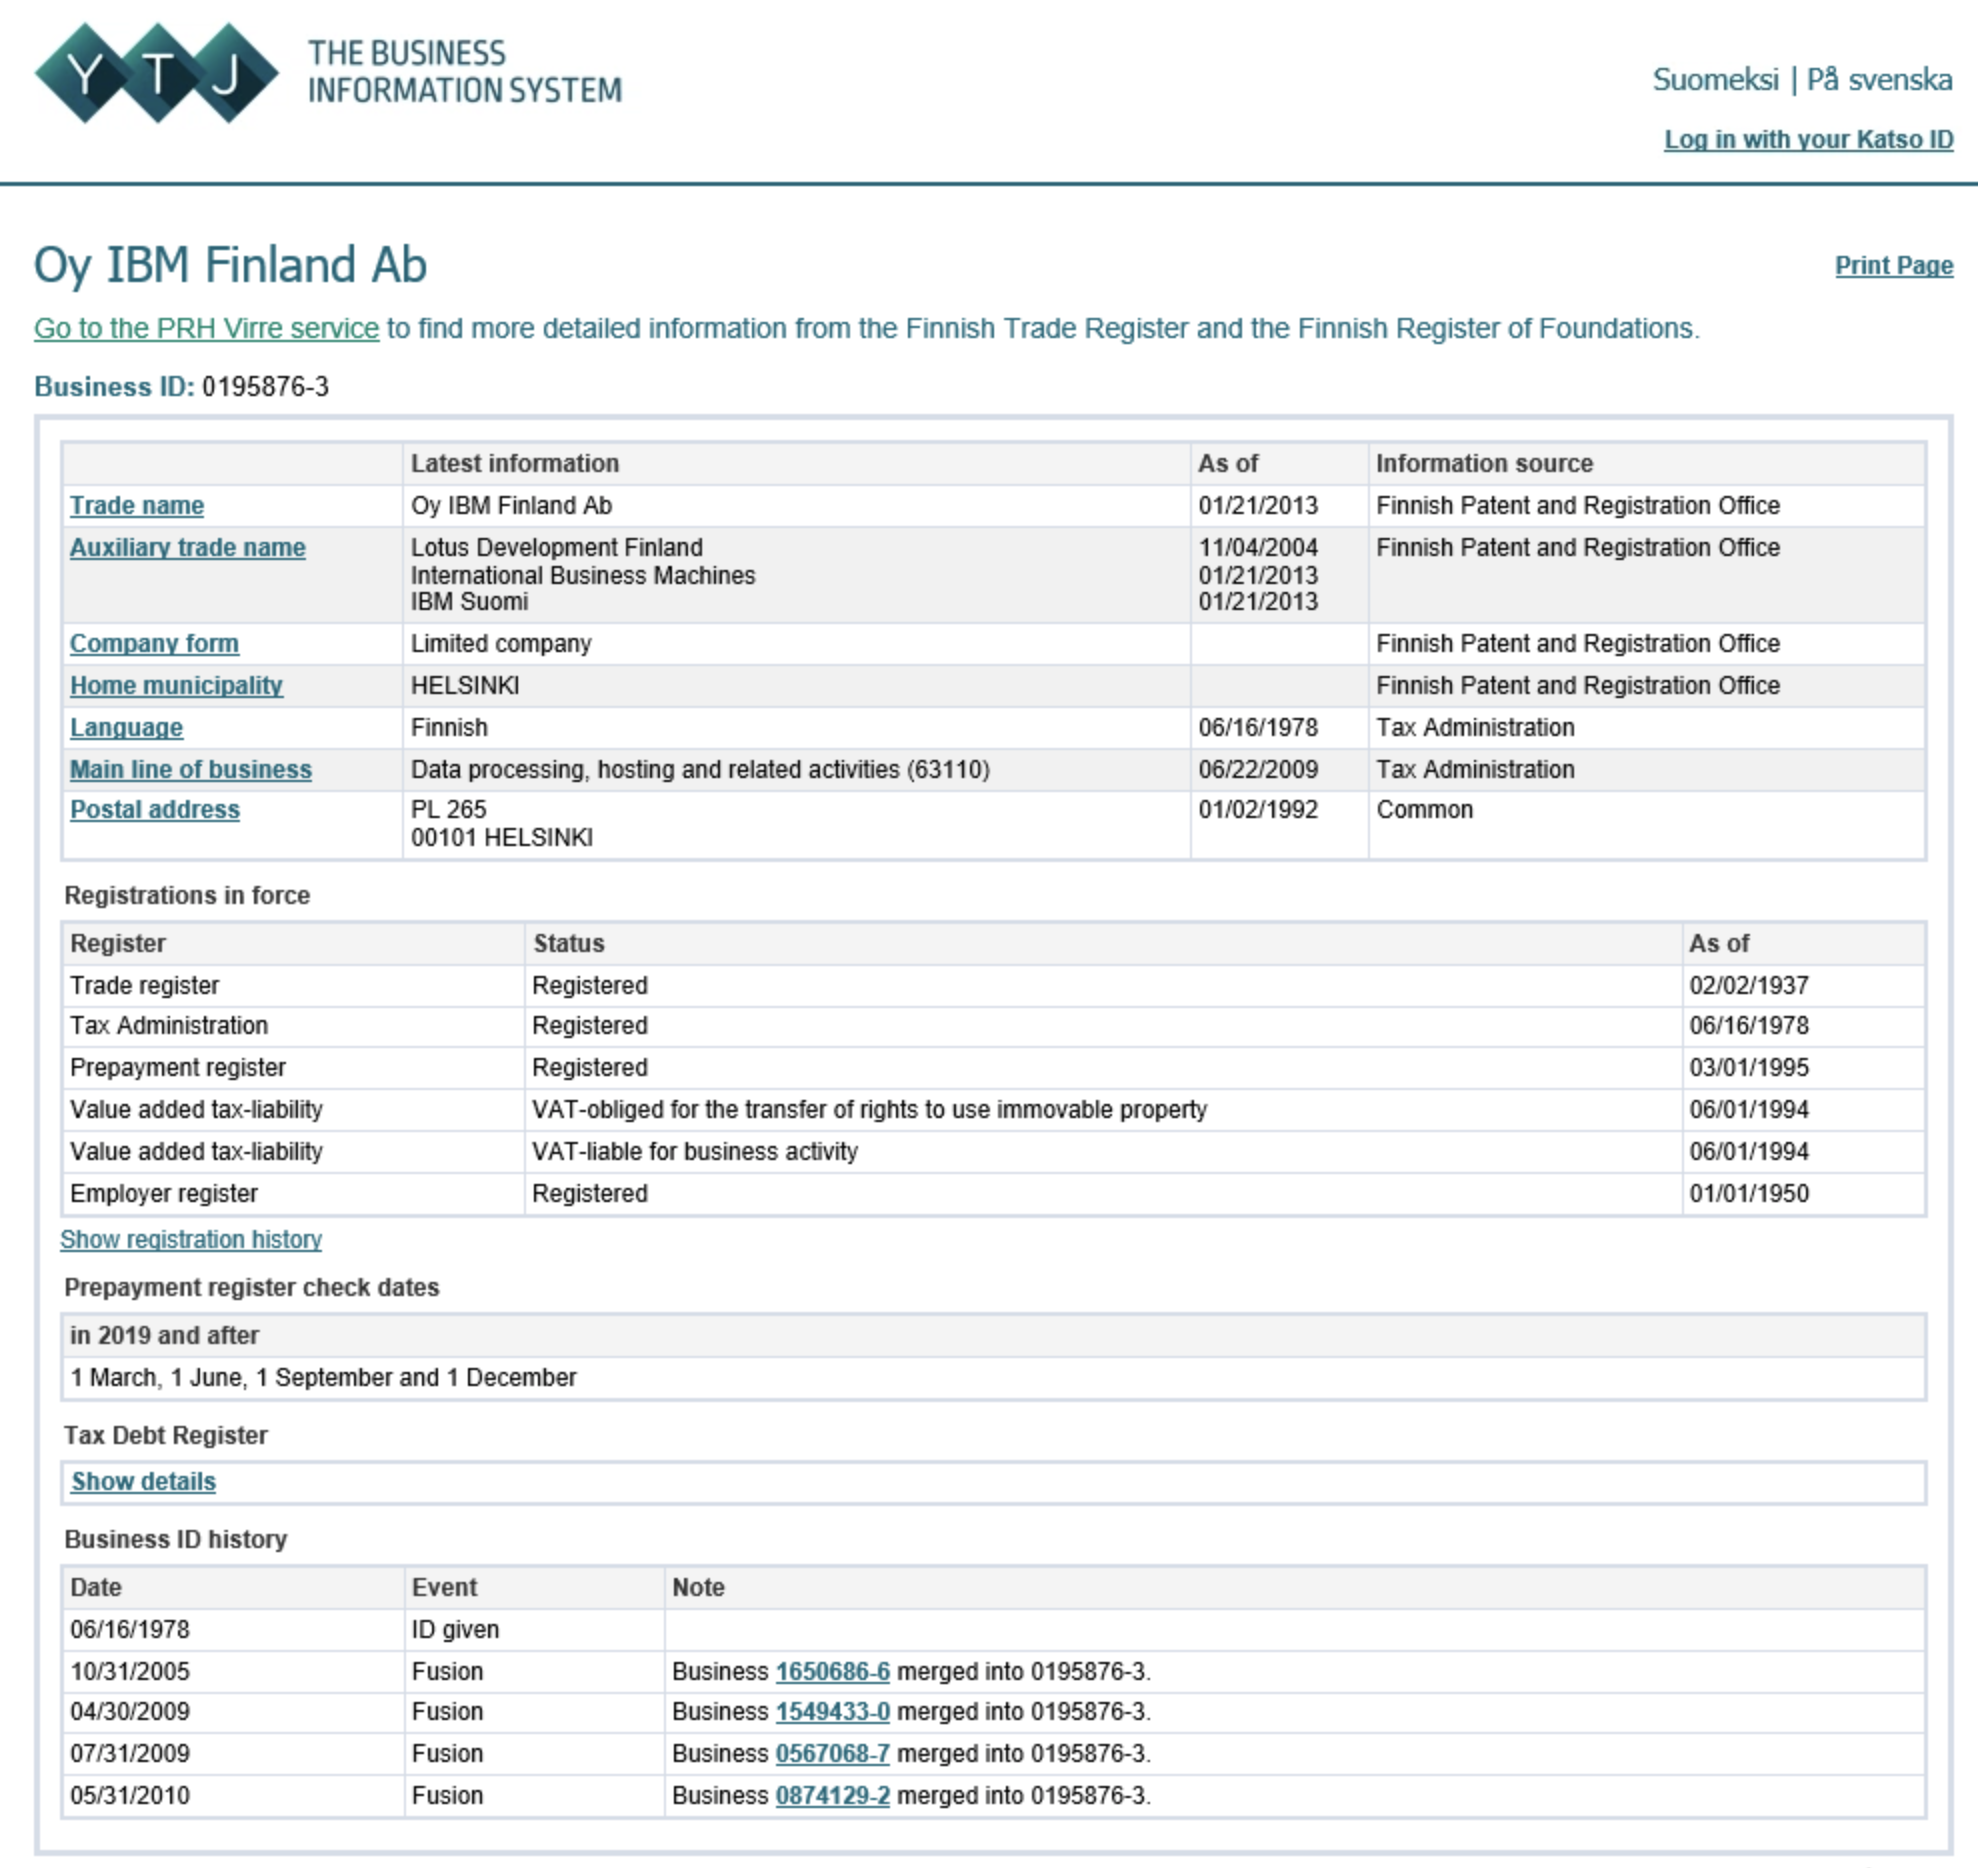 Y T J
THE BUSINESS
INFORMATION SYSTEM
Suomeksi | På svenska
Log in with your Katso ID
Oy IBM Finland Ab
Print Page
Go to the PRH Virre service to find more detailed information from the Finnish Trade Register and the Finnish Register of Foundations.
Business ID: 0195876-3
Latest information As of Information source
Trade name Oy IBM Finland Ab 01/21/2013 Finnish Patent and Registration Office
Auxiliary trade name Lotus Development Finland 11/04/2004 Finnish Patent and Registration Office
International Business Machines 01/21/2013
IBM Suomi 01/21/2013
Company form Limited company Finnish Patent and Registration Office
Home municipality HELSINKI Finnish Patent and Registration Office
Language Finnish 06/16/1978 Tax Administration
Main line of business Data processing, hosting and related activities (63110) 06/22/2009 Tax Administration
Postal address PL 265 01/02/1992 Common
00101 HELSINKI
Registrations in force
Register Status As of
Trade register Registered 02/02/1937
Tax Administration Registered 06/16/1978
Prepayment register Registered 03/01/1995
Value added tax-liability VAT-obliged for the transfer of rights to use immovable property 06/01/1994
Value added tax-liability VAT-liable for business activity 06/01/1994
Employer register Registered 01/01/1950
Show registration history
Prepayment register check dates
in 2019 and after
1 March, 1 June, 1 September and 1 December
Tax Debt Register
Show details
Business ID history
Date Event Note
06/16/1978 ID given
10/31/2005 Fusion Business 1650686-6 merged into 0195876-3.
04/30/2009 Fusion Business 1549433-0 merged into 0195876-3.
07/31/2009 Fusion Business 0567068-7 merged into 0195876-3.
05/31/2010 Fusion Business 0874129-2 merged into 0195876-3.